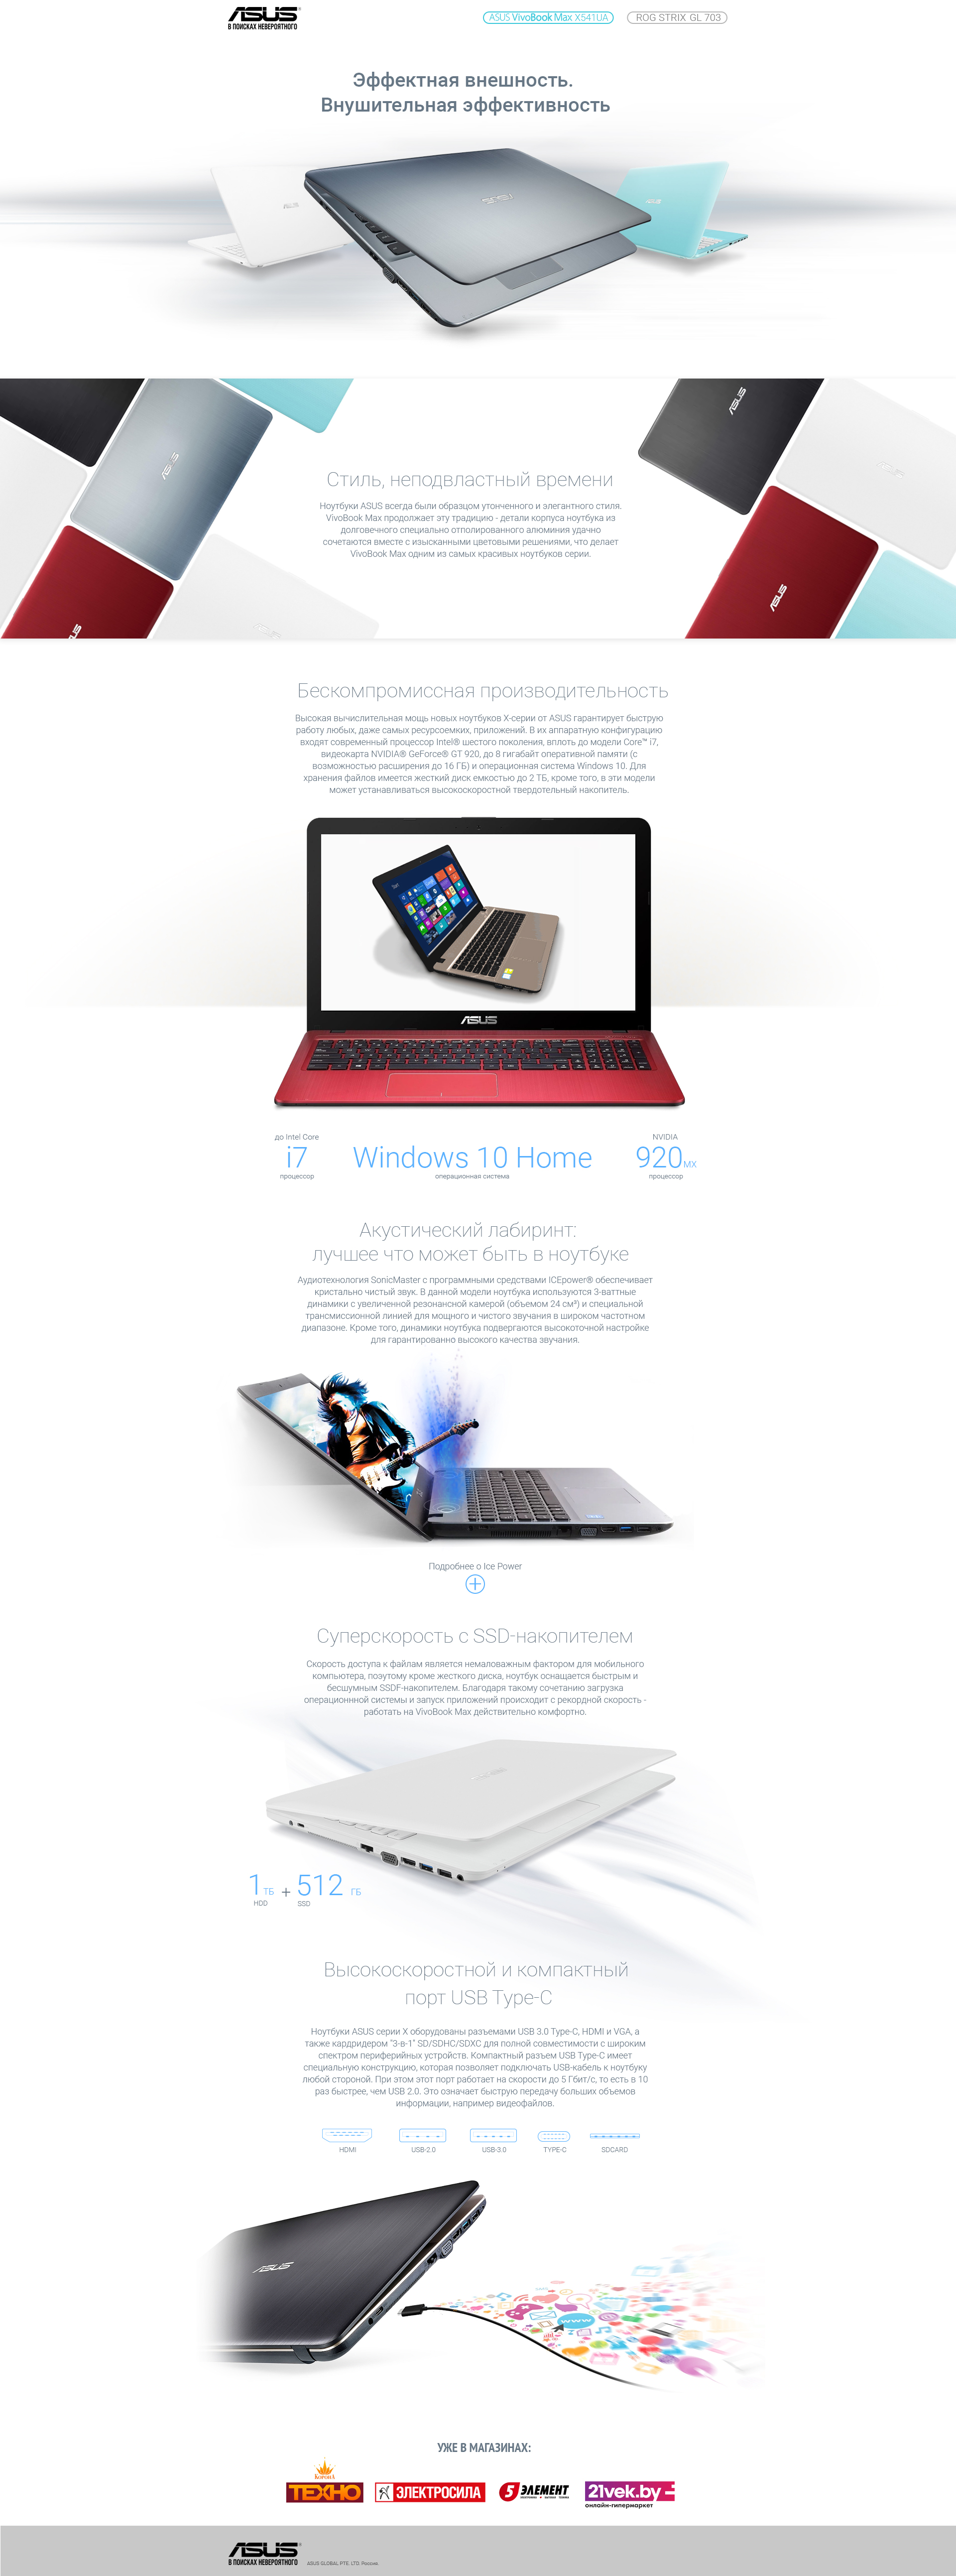 ASUS
В ПОИСКАХ НЕВЕРОЯТНОГО
ASUS VivoBook Max X541UA
ROG STRIX GL 703
Эффектная внешность.
Внушительная эффективность
ASUS
ASUS
ASUS
ASUS
ASUS
Стиль, неподвластный времени
Ноутбуки ASUS всегда были образцом утонченного и элегантного стиля.
VivoBook Max продолжает эту традицию - детали корпуса ноутбука из
долговечного специально отполированного алюминия удачно
сочетаются вместе с изысканными цветовыми решениями, что делает
VivoBook Max одним из самых красивых ноутбуков серии.
ASUS
ASUS
Бескомпромиссная производительность
Высокая вычислительная мощь новых ноутбуков X-серии от ASUS гарантирует быструю
работу любых, даже самых ресурсоемких, приложений. В их аппаратную конфигурацию
входят современный процессор Intel® шестого поколения, вплоть до модели Core™ i7,
видеокарта NVIDIA® GeForce® GT 920, до 8 гигабайт оперативной памяти (с
возможностью расширения до 16 ГБ) и операционная система Windows 10. Для
хранения файлов имеется жесткий диск емкостью до 2 ТБ, кроме того, в эти модели
может устанавливаться высокоскоростной твердотельный накопитель.
ASUS
до Intel Core
i7
процессор
Windows 10 Home
операционная система
NVIDIA
920 MX
процессор
Акустический лабиринт:
лучшее что может быть в ноутбуке
Аудиотехнология SonicMaster с программными средствами ICEpower® обеспечивает
кристально чистый звук. В данной модели ноутбука используются 3-ваттные
динамики с увеличенной резонансной камерой (объемом 24 см³) и специальной
трансмиссионной линией для мощного и чистого звучания в широком частотном
диапазоне. Кроме того, динамики ноутбука подвергаются высокоточной настройке
для гарантированно высокого качества звучания.
Подробнее о Ice Power
Суперскорость с SSD-накопителем
Скорость доступа к файлам является немаловажным фактором для мобильного
компьютера, поэтому кроме жесткого диска, ноутбук оснащается быстрым и
бесшумным SSDF-накопителем. Благодаря такому сочетанию загрузка
операционнной системы и запуск приложений происходит с рекордной скорость -
работать на VivoBook Max действительно комфортно.
1 ТБ + 512 ГБ
HDD SSD
Высокоскоростной и компактный
порт USB Type-C
Ноутбуки ASUS серии X оборудованы разъемами USB 3.0 Type-C, HDMI и VGA, а
также кардридером "3-в-1" SD/SDHC/SDXC для полной совместимости с широким
спектром периферийных устройств. Компактный разъем USB Type-C имеет
специальную конструкцию, которая позволяет подключать USB-кабель к ноутбуку
любой стороной. При этом этот порт работает на скорости до 5 Гбит/с, то есть в 10
раз быстрее, чем USB 2.0. Это означает быструю передачу больших объемов
информации, например видеофайлов.
HDMI USB-2.0 USB-3.0 TYPE-C SDCARD
ASUS
www
УЖЕ В МАГАЗИНАХ:
КОРОНА
ТЕХНО
ЭЛЕКТРОСИЛА
5 ЭЛЕМЕНТ
21vek.by
онлайн-гипермаркет
ASUS
В ПОИСКАХ НЕВЕРОЯТНОГО
ASUS GLOBAL PTE. LTD. Россия.